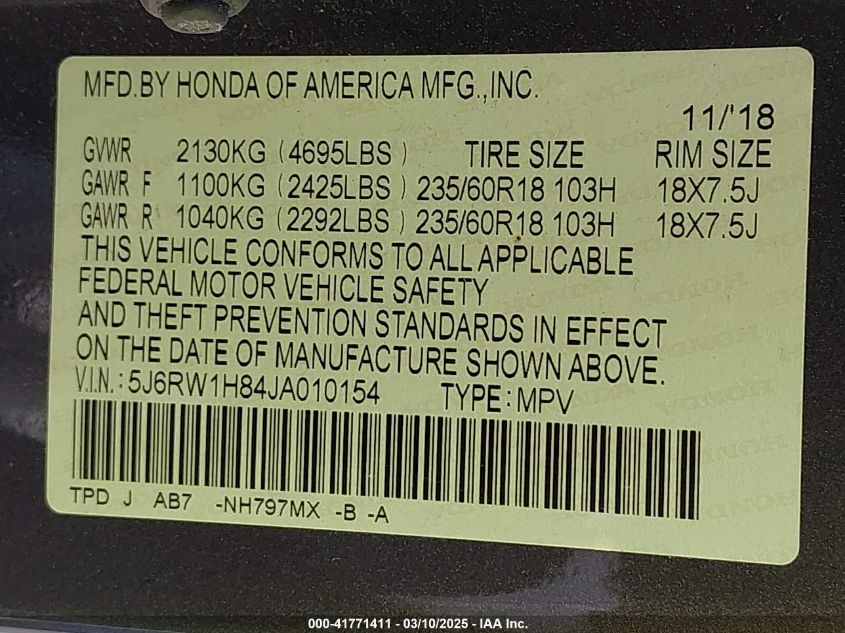 MFD.BY HONDA OF AMERICA MFG.,INC.
11/'18
GVWR 2130KG (4695LBS) TIRE SIZE RIM SIZE
GAWR F 1100KG (2425LBS) 235/60R18 103H 18X7.5J
GAWR R 1040KG (2292LBS) 235/60R18 103H 18X7.5J
THIS VEHICLE CONFORMS TO ALL APPLICABLE
FEDERAL MOTOR VEHICLE SAFETY
AND THEFT PREVENTION STANDARDS IN EFFECT
ON THE DATE OF MANUFACTURE SHOWN ABOVE.
V.I.N.: 5J6RW1H84JA010154 TYPE: MPV
TPD J AB7 -NH797MX -B -A
000-41771411 — 03/10/2025 — IAA Inc.